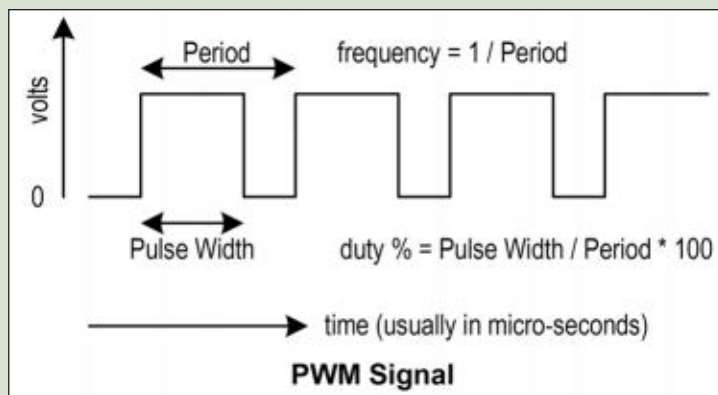 Period
frequency = 1 / Period
volts
0
Pulse Width
duty % = Pulse Width / Period * 100
time (usually in micro-seconds)
PWM Signal